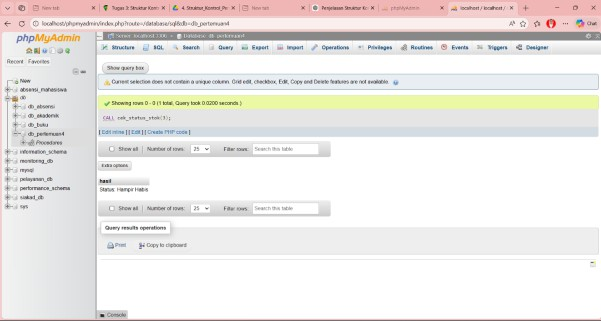 New tab
Tugas 3: Struktur Kontr
4. Struktur_Kontrol_Pro
New tab
Penjelasan Struktur Ko
phpMyAdmin
localhost / localhost /
localhost/phpmyadmin/index.php?route=/database/sql&db=db_pertemuan4
Chat
phpMyAdmin
Recent Favorites
New
absensi_mahasiswa
db
db_absensi
db_akademik
db_buku
db_pertemuan4
Procedures
information_schema
monitoring_db
mysql
pelayanan_db
performance_schema
siakad_db
sys
Server: localhost:3306 » Database: db_pertemuan4
Structure SQL Search Query Export Import Operations Privileges Routines Events Triggers Designer
Show query box
Current selection does not contain a unique column. Grid edit, checkbox, Edit, Copy and Delete features are not available.
Showing rows 0 - 0 (1 total, Query took 0.0200 seconds.)
CALL cek_status_stok(3);
[ Edit inline ] [ Edit ] [ Create PHP code ]
Show all Number of rows: 25 Filter rows: Search this table
Extra options
hasil
Status: Hampir Habis
Show all Number of rows: 25 Filter rows: Search this table
Query results operations
Print Copy to clipboard
Console